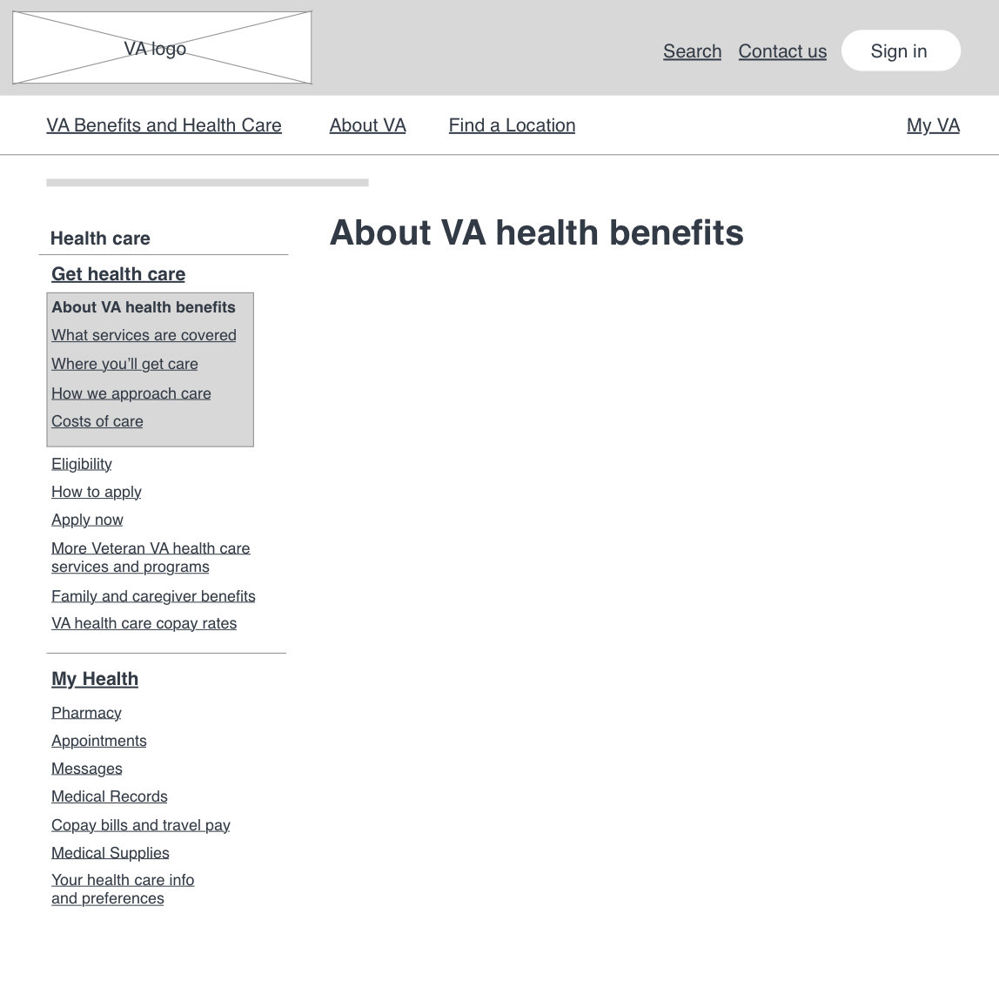 VA logo
Search Contact us Sign in
VA Benefits and Health Care About VA Find a Location My VA
About VA health benefits
Health care
Get health care
About VA health benefits
What services are covered
Where you’ll get care
How we approach care
Costs of care
Eligibility
How to apply
Apply now
More Veteran VA health care
services and programs
Family and caregiver benefits
VA health care copay rates
My Health
Pharmacy
Appointments
Messages
Medical Records
Copay bills and travel pay
Medical Supplies
Your health care info
and preferences